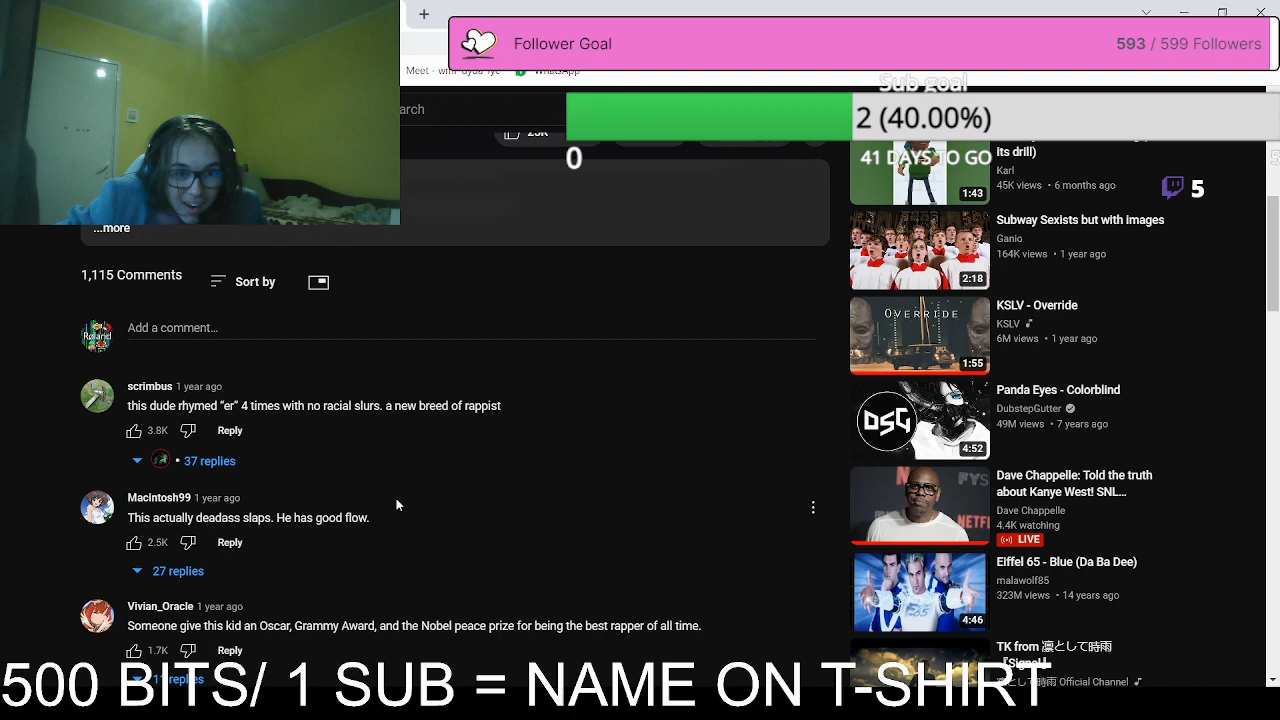 Follower Goal
593 / 599 Followers
Sub goal
2 (40.00%)
0
41 DAYS TO GO
5
...more
1,115 Comments
Sort by
Add a comment...
scrimbus 1 year ago
this dude rhymed “er” 4 times with no racial slurs. a new breed of rappist
3.8K
Reply
• 37 replies
Macintosh99 1 year ago
This actually deadass slaps. He has good flow.
2.5K
Reply
27 replies
Vivian_Oracle 1 year ago
Someone give this kid an Oscar, Grammy Award, and the Nobel peace prize for being the best rapper of all time.
1.7K
Reply
its drill)
Karl
45K views • 6 months ago
1:43
Subway Sexists but with images
Ganio
164K views • 1 year ago
2:18
OVERRIDE
KSLV - Override
KSLV
6M views • 1 year ago
1:55
DSG
Panda Eyes - Colorblind
DubstepGutter
49M views • 7 years ago
4:52
Dave Chappelle: Told the truth
about Kanye West! SNL...
Dave Chappelle
4.4K watching
LIVE
Eiffel 65 - Blue (Da Ba Dee)
malawolf85
323M views • 14 years ago
4:46
TK from 凛として時雨
凛として時雨 Official Channel
500 BITS/ 1 SUB = NAME ON T-SHIRT